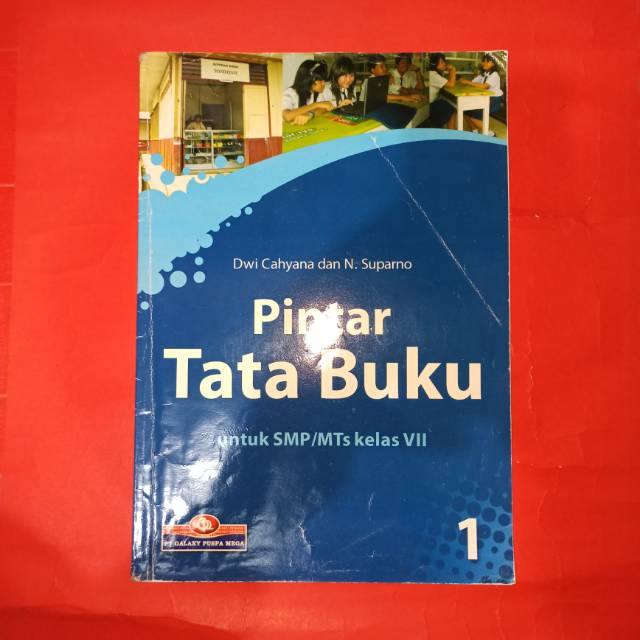 Dwi Cahyana dan N. Suparno
Pintar
Tata Buku
untuk SMP/MTs kelas VII
PT GALAXY PUSPA MEGA
1